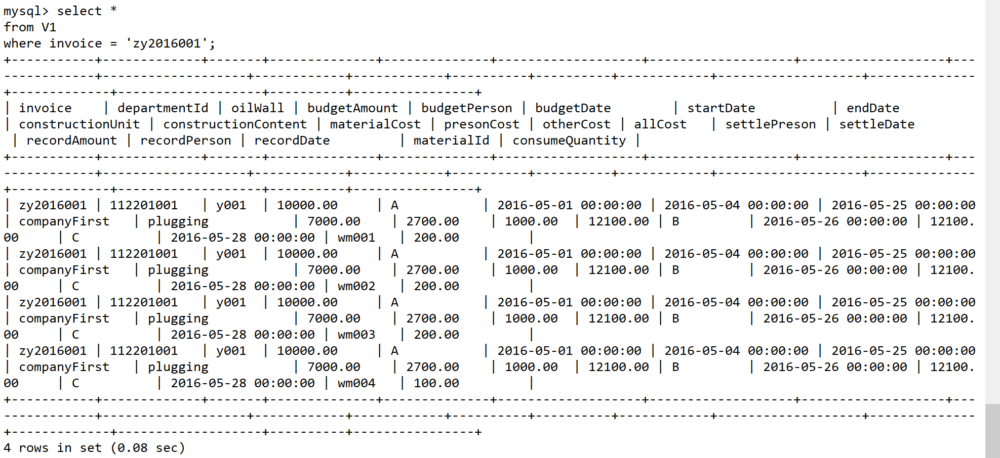 mysql> select *
from V1
where invoice = 'zy2016001';
+-----------+-------------+-------+--------------+--------------+-------------------+-------------------+-------------------+---
------------+-------------------+------------+------------+----------+----------+------------+-------------------+--------------
+-------------+-------------------+----------+----------------+
| invoice    | departmentId | oilWall | budgetAmount | budgetPerson | budgetDate        | startDate          | endDate
| constructionUnit | constructionContent | materialCost | presonCost | otherCost | allCost   | settlePreson | settleDate
 | recordAmount | recordPerson | recordDate         | materialId | consumeQuantity |
+-----------+-------------+-------+--------------+--------------+-------------------+-------------------+-------------------+---
------------+-------------------+------------+------------+----------+----------+------------+-------------------+--------------
+-------------+-------------------+----------+----------------+
| zy2016001 | 112201001   | y001  | 10000.00     | A           | 2016-05-01 00:00:00 | 2016-05-04 00:00:00 | 2016-05-25 00:00:00
| companyFirst   | plugging           | 7000.00    | 2700.00    | 1000.00  | 12100.00 | B         | 2016-05-26 00:00:00 | 12100.
00     | C          | 2016-05-28 00:00:00 | wm001   | 200.00         |
| zy2016001 | 112201001   | y001  | 10000.00     | A           | 2016-05-01 00:00:00 | 2016-05-04 00:00:00 | 2016-05-25 00:00:00
| companyFirst   | plugging           | 7000.00    | 2700.00    | 1000.00  | 12100.00 | B         | 2016-05-26 00:00:00 | 12100.
00     | C          | 2016-05-28 00:00:00 | wm002   | 200.00         |
| zy2016001 | 112201001   | y001  | 10000.00     | A           | 2016-05-01 00:00:00 | 2016-05-04 00:00:00 | 2016-05-25 00:00:00
| companyFirst   | plugging           | 7000.00    | 2700.00    | 1000.00  | 12100.00 | B         | 2016-05-26 00:00:00 | 12100.
00     | C          | 2016-05-28 00:00:00 | wm003   | 200.00         |
| zy2016001 | 112201001   | y001  | 10000.00     | A           | 2016-05-01 00:00:00 | 2016-05-04 00:00:00 | 2016-05-25 00:00:00
| companyFirst   | plugging           | 7000.00    | 2700.00    | 1000.00  | 12100.00 | B         | 2016-05-26 00:00:00 | 12100.
00     | C          | 2016-05-28 00:00:00 | wm004   | 100.00         |
+-----------+-------------+-------+--------------+--------------+-------------------+-------------------+-------------------+---
------------+-------------------+------------+------------+----------+----------+------------+-------------------+--------------
+-------------+-------------------+----------+----------------+
4 rows in set (0.08 sec)